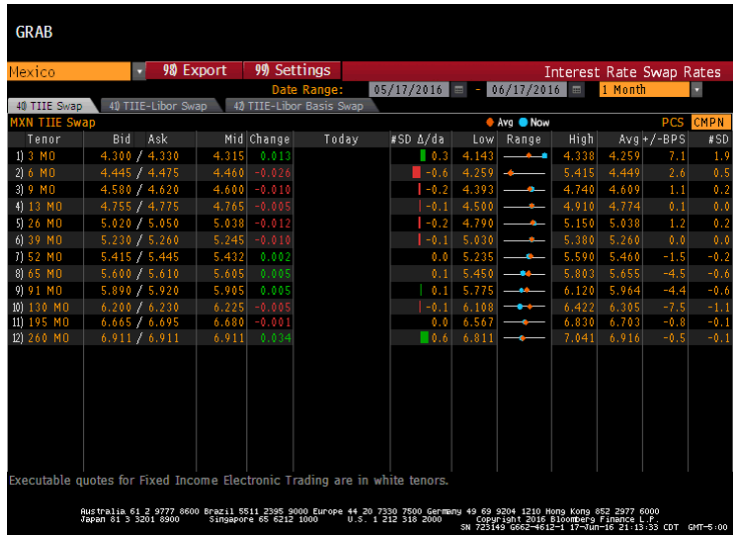 GRAB
Mexico 98) Export 99) Settings Interest Rate Swap Rates
Date Range: 05/17/2016 - 06/17/2016 1 Month
40) TIIE Swap 41) TIIE-Libor Swap 42) TIIE-Libor Basis Swap
MXN TIIE Swap Avg Now PCS CMPN
Tenor Bid Ask Mid Change Today #SD Δ/da Low Range High Avg +/-BPS #SD
1) 3 MO 4.300 / 4.330 4.315 0.013 0.3 4.143 4.338 4.259 7.1 1.9
2) 6 MO 4.445 / 4.475 4.460 -0.026 -0.6 4.259 5.415 4.449 2.6 0.5
3) 9 MO 4.580 / 4.620 4.600 -0.010 -0.2 4.393 4.740 4.609 1.1 0.2
4) 13 MO 4.755 / 4.775 4.765 -0.005 -0.1 4.500 4.910 4.774 0.1 0.0
5) 26 MO 5.020 / 5.050 5.038 -0.012 -0.2 4.790 5.150 5.038 1.2 0.2
6) 39 MO 5.230 / 5.260 5.245 -0.010 -0.1 5.030 5.380 5.260 0.0 0.0
7) 52 MO 5.415 / 5.445 5.432 0.002 0.0 5.235 5.590 5.460 -1.5 -0.2
8) 65 MO 5.600 / 5.610 5.605 0.005 0.1 5.450 5.803 5.655 -4.5 -0.6
9) 91 MO 5.890 / 5.920 5.905 0.005 0.1 5.775 6.120 5.964 -4.4 -0.6
10) 130 MO 6.200 / 6.230 6.225 -0.005 -0.1 6.108 6.422 6.305 -7.5 -1.1
11) 195 MO 6.665 / 6.695 6.680 -0.001 0.0 6.567 6.830 6.703 -0.8 -0.1
12) 260 MO 6.911 / 6.911 6.911 0.034 0.6 6.811 7.041 6.916 -0.5 -0.1
Executable quotes for Fixed Income Electronic Trading are in white tenors.
Australia 61 2 9777 8600 Brazil 5511 2395 9000 Europe 44 20 7330 7500 Germany 49 69 9204 1210 Hong Kong 852 2977 6000
Japan 81 3 3201 8900 Singapore 65 6212 1000 U.S. 1 212 318 2000 Copyright 2016 Bloomberg Finance L.P.
SN 723149 G662-4612-1 17-Jun-16 21:13:33 CDT GMT-5:00